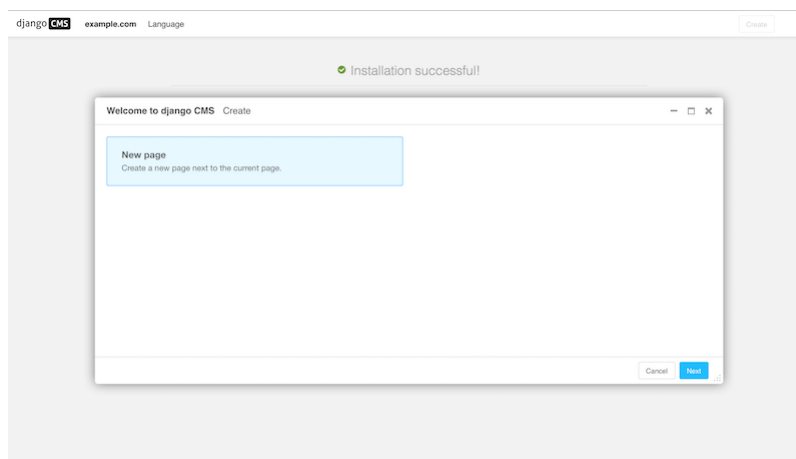 django CMS example.com Language Create
Installation successful!
Welcome to django CMS Create
New page
Create a new page next to the current page.
Cancel Next